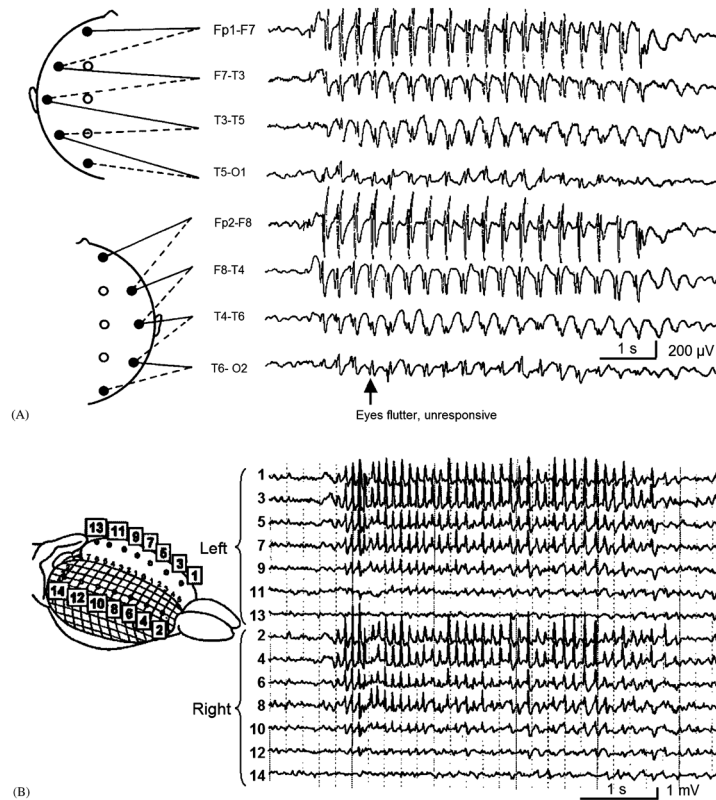 Fp1-F7
F7-T3
T3-T5
T5-O1
Fp2-F8
F8-T4
T4-T6
1 s 200 µV
T6- O2
(A) Eyes flutter, unresponsive
1
3
5
7
9
11
13
2
4
6
8
10
12
14
Left
Right
13 11 9 7 5 3 1
14 12 10 8 6 4 2
1 s 1 mV
(B)